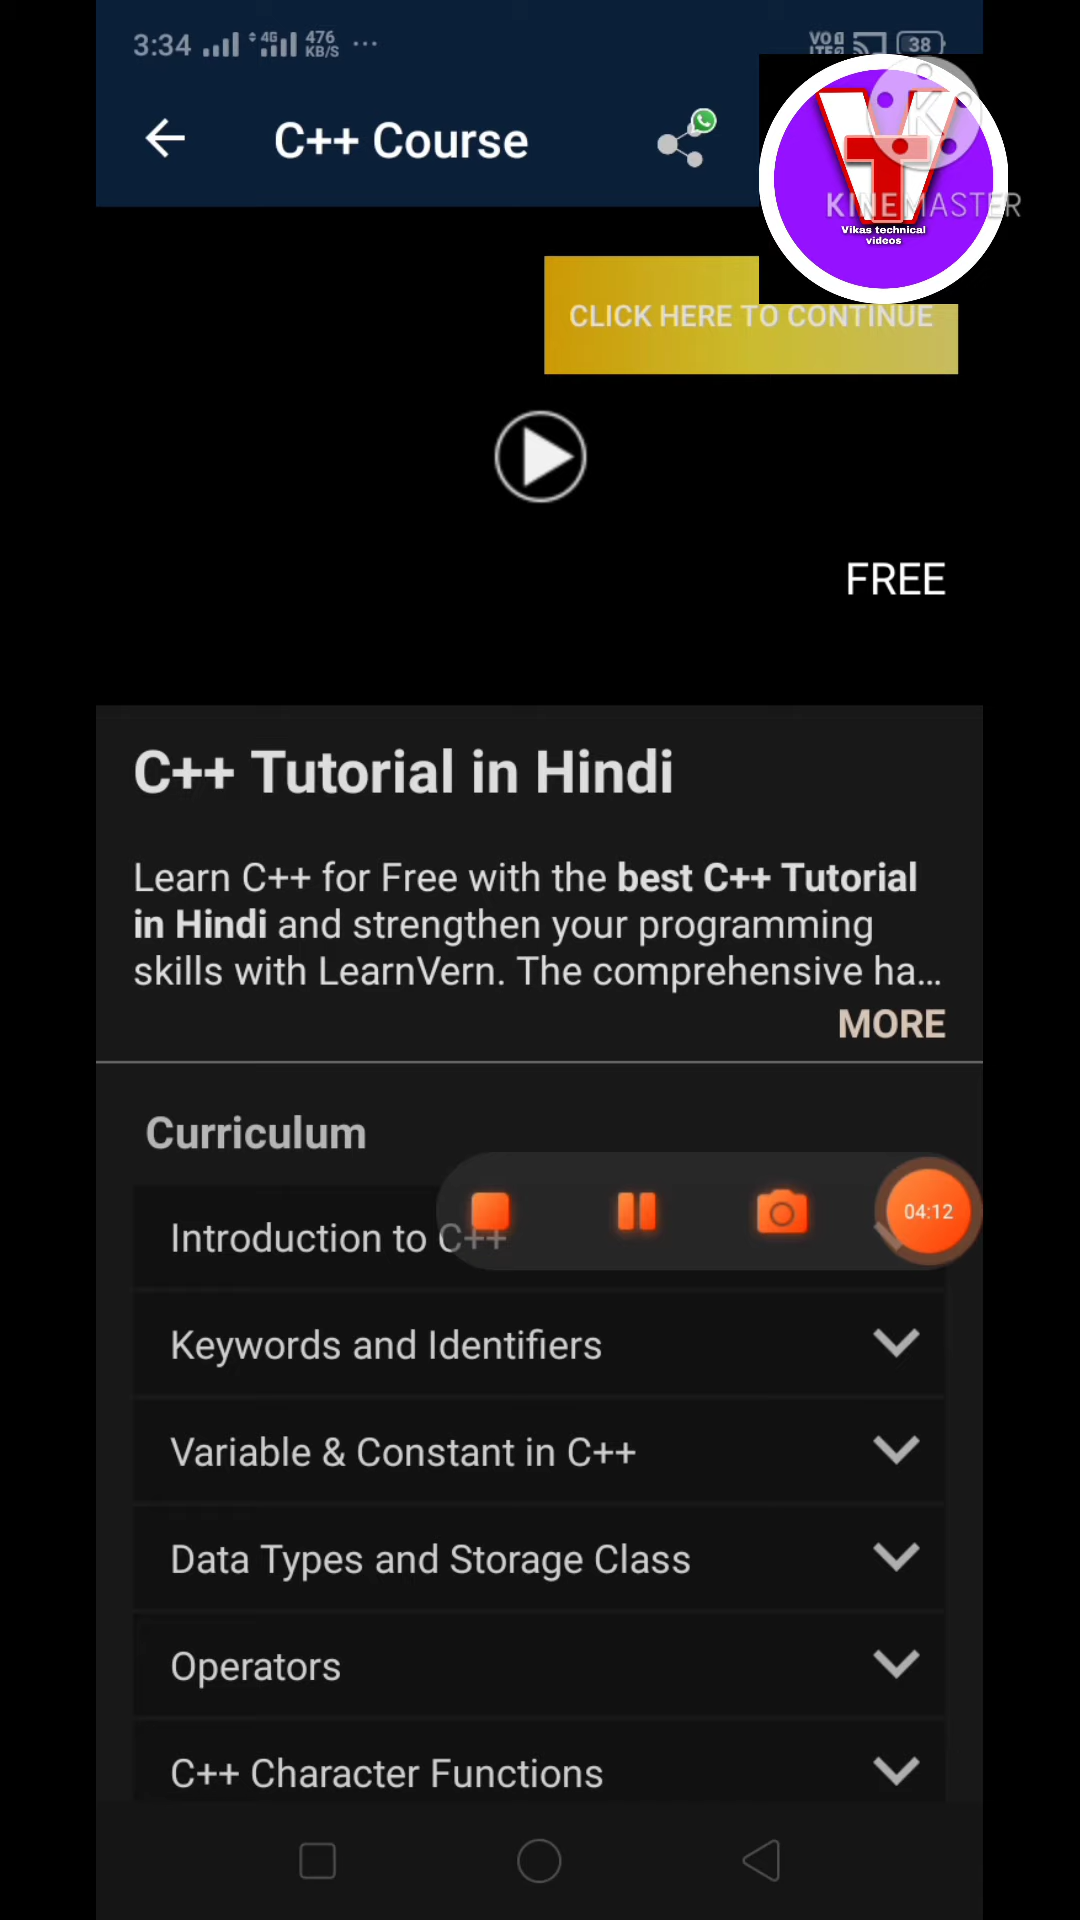 3:34 4G 476 KB/S ... VO LTE 38
C++ Course
KINEMASTER
Vikas technical
videos
CLICK HERE TO CONTINUE
FREE
C++ Tutorial in Hindi
Learn C++ for Free with the best C++ Tutorial
in Hindi and strengthen your programming
skills with LearnVern. The comprehensive ha...
MORE
Curriculum
Introduction to C++
04:12
Keywords and Identifiers
Variable & Constant in C++
Data Types and Storage Class
Operators
C++ Character Functions